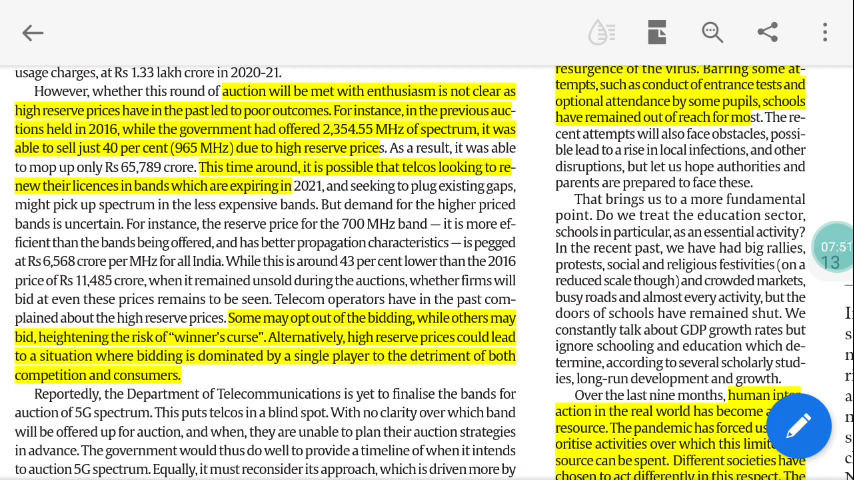 usage charges, at Rs 1.33 lakh crore in 2020-21.
However, whether this round of auction will be met with enthusiasm is not clear as
high reserve prices have in the past led to poor outcomes. For instance, in the previous auc-
tions held in 2016, while the government had offered 2,354.55 MHz of spectrum, it was
able to sell just 40 per cent (965 MHz) due to high reserve prices. As a result, it was able
to mop up only Rs 65,789 crore. This time around, it is possible that telcos looking to re-
new their licences in bands which are expiring in 2021, and seeking to plug existing gaps,
might pick up spectrum in the less expensive bands. But demand for the higher priced
bands is uncertain. For instance, the reserve price for the 700 MHz band — it is more ef-
ficient than the bands being offered, and has better propagation characteristics — is pegged
at Rs 6,568 crore per MHz for all India. While this is around 43 per cent lower than the 2016
price of Rs 11,485 crore, when it remained unsold during the auctions, whether firms will
bid at even these prices remains to be seen. Telecom operators have in the past com-
plained about the high reserve prices. Some may opt out of the bidding, while others may
bid, heightening the risk of “winner’s curse”. Alternatively, high reserve prices could lead
to a situation where bidding is dominated by a single player to the detriment of both
competition and consumers.
Reportedly, the Department of Telecommunications is yet to finalise the bands for
auction of 5G spectrum. This puts telcos in a blind spot. With no clarity over which band
will be offered up for auction, and when, they are unable to plan their auction strategies
in advance. The government would thus do well to provide a timeline of when it intends
to auction 5G spectrum. Equally, it must reconsider its approach, which is driven more by
resurgence of the virus. Barring some at-
tempts, such as conduct of entrance tests and
optional attendance by some pupils, schools
have remained out of reach for most. The re-
cent attempts will also face obstacles, possi-
ble lead to a rise in local infections, and other
disruptions, but let us hope authorities and
parents are prepared to face these.
That brings us to a more fundamental
point. Do we treat the education sector,
schools in particular, as an essential activity?
In the recent past, we have had big rallies,
protests, social and religious festivities (on a
reduced scale though) and crowded markets,
busy roads and almost every activity, but the
doors of schools have remained shut. We
constantly talk about GDP growth rates but
ignore schooling and education which de-
termine, according to several scholarly stud-
ies, long-run development and growth.
Over the last nine months, human inter-
action in the real world has become a
resource. The pandemic has forced us
oritise activities over which this limit
source can be spent. Different societies have
chosen to act differently in this respect. The
07:51
13